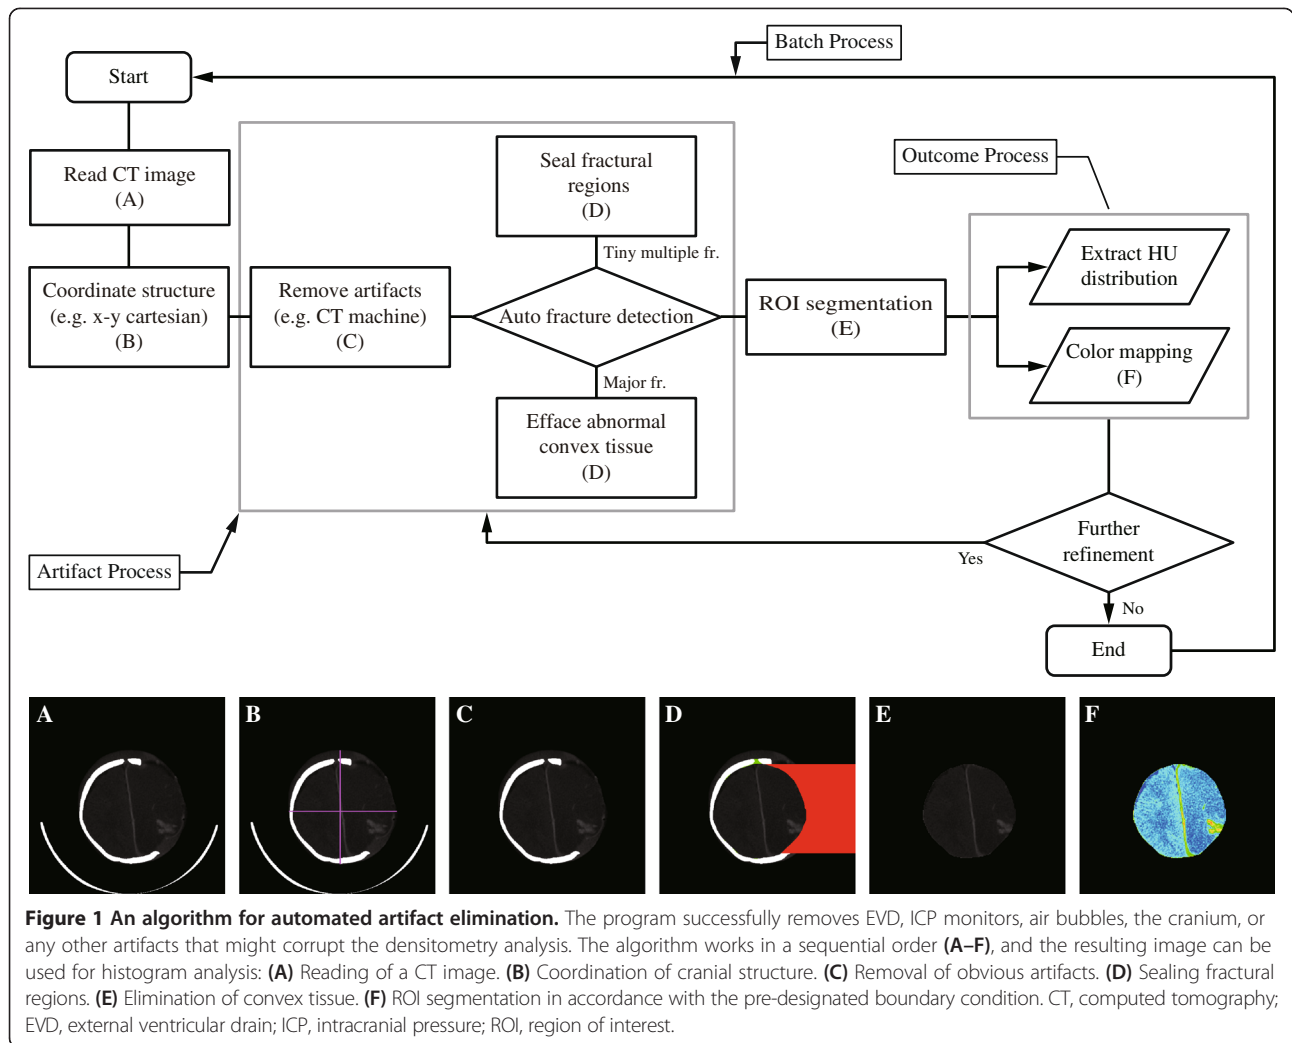 Batch Process
Start
Outcome Process
Read CT image
(A)
Seal fractural
regions
(D)
Tiny multiple fr.
Coordinate structure
(e.g. x-y cartesian)
(B)
Remove artifacts
(e.g. CT machine)
(C)
Auto fracture detection
ROI segmentation
(E)
Extract HU
distribution
Color mapping
(F)
Major fr.
Efface abnormal
convex tissue
(D)
Artifact Process
Further
refinement
Yes
No
End
A
B
C
D
E
F
Figure 1 An algorithm for automated artifact elimination. The program successfully removes EVD, ICP monitors, air bubbles, the cranium, or
any other artifacts that might corrupt the densitometry analysis. The algorithm works in a sequential order (A–F), and the resulting image can be
used for histogram analysis: (A) Reading of a CT image. (B) Coordination of cranial structure. (C) Removal of obvious artifacts. (D) Sealing fractural
regions. (E) Elimination of convex tissue. (F) ROI segmentation in accordance with the pre-designated boundary condition. CT, computed tomography;
EVD, external ventricular drain; ICP, intracranial pressure; ROI, region of interest.